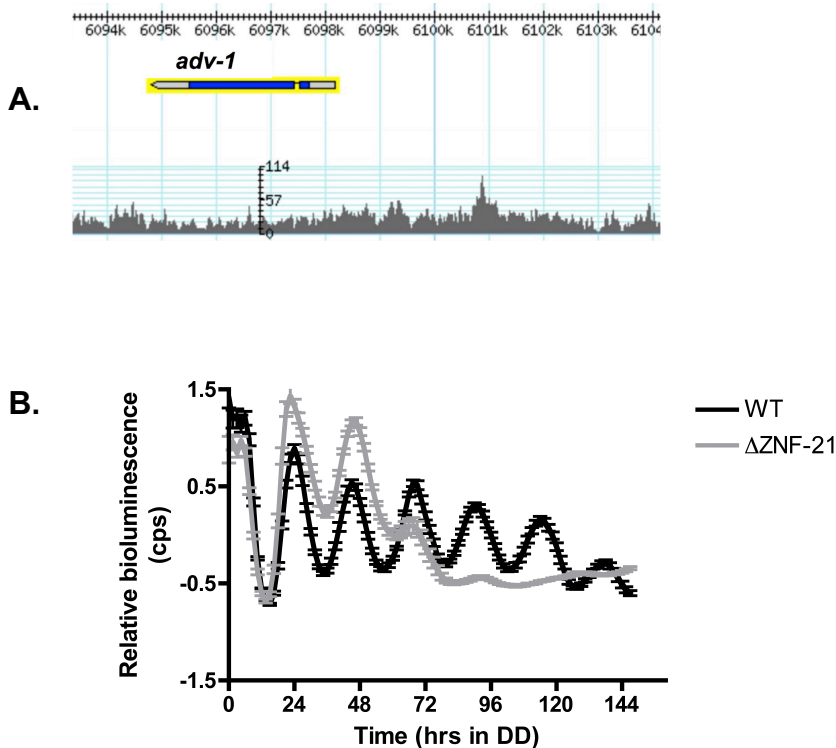 6094k 6095k 6096k 6097k 6098k 6099k 6100k 6101k 6102k 6103k 6104
adv-1
A.
114
57
0
B.
1.5
0.5
-0.5
-1.5
Relative bioluminescence
(cps)
0 24 48 72 96 120 144
Time (hrs in DD)
WT
ΔZNF-21